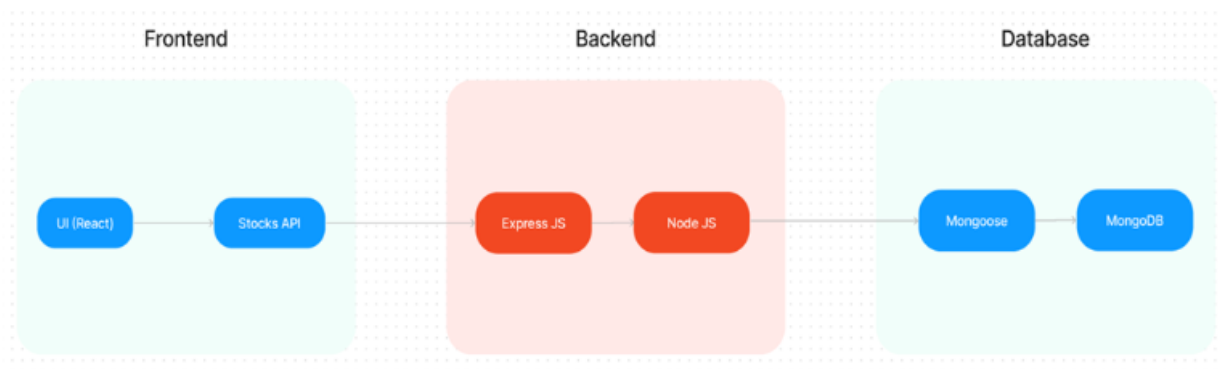 Frontend
Backend
Database
UI (React)
Stocks API
Express JS
Node JS
Mongoose
MongoDB